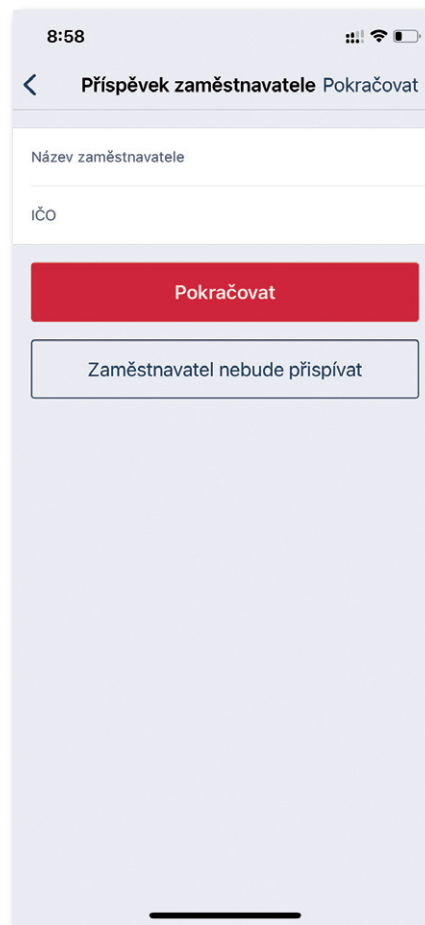 8:58
Příspěvek zaměstnavatele Pokračovat
Název zaměstnavatele
IČO
Pokračovat
Zaměstnavatel nebude přispívat